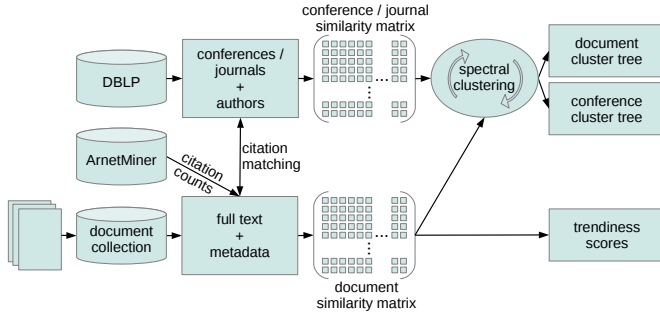 conference / journal
similarity matrix
DBLP
conferences /
journals
+
authors
...
spectral
clustering
document
cluster tree
conference
cluster tree
ArnetMiner
citation
counts
citation
matching
document
collection
full text
+
metadata
...
document
similarity matrix
trendiness
scores